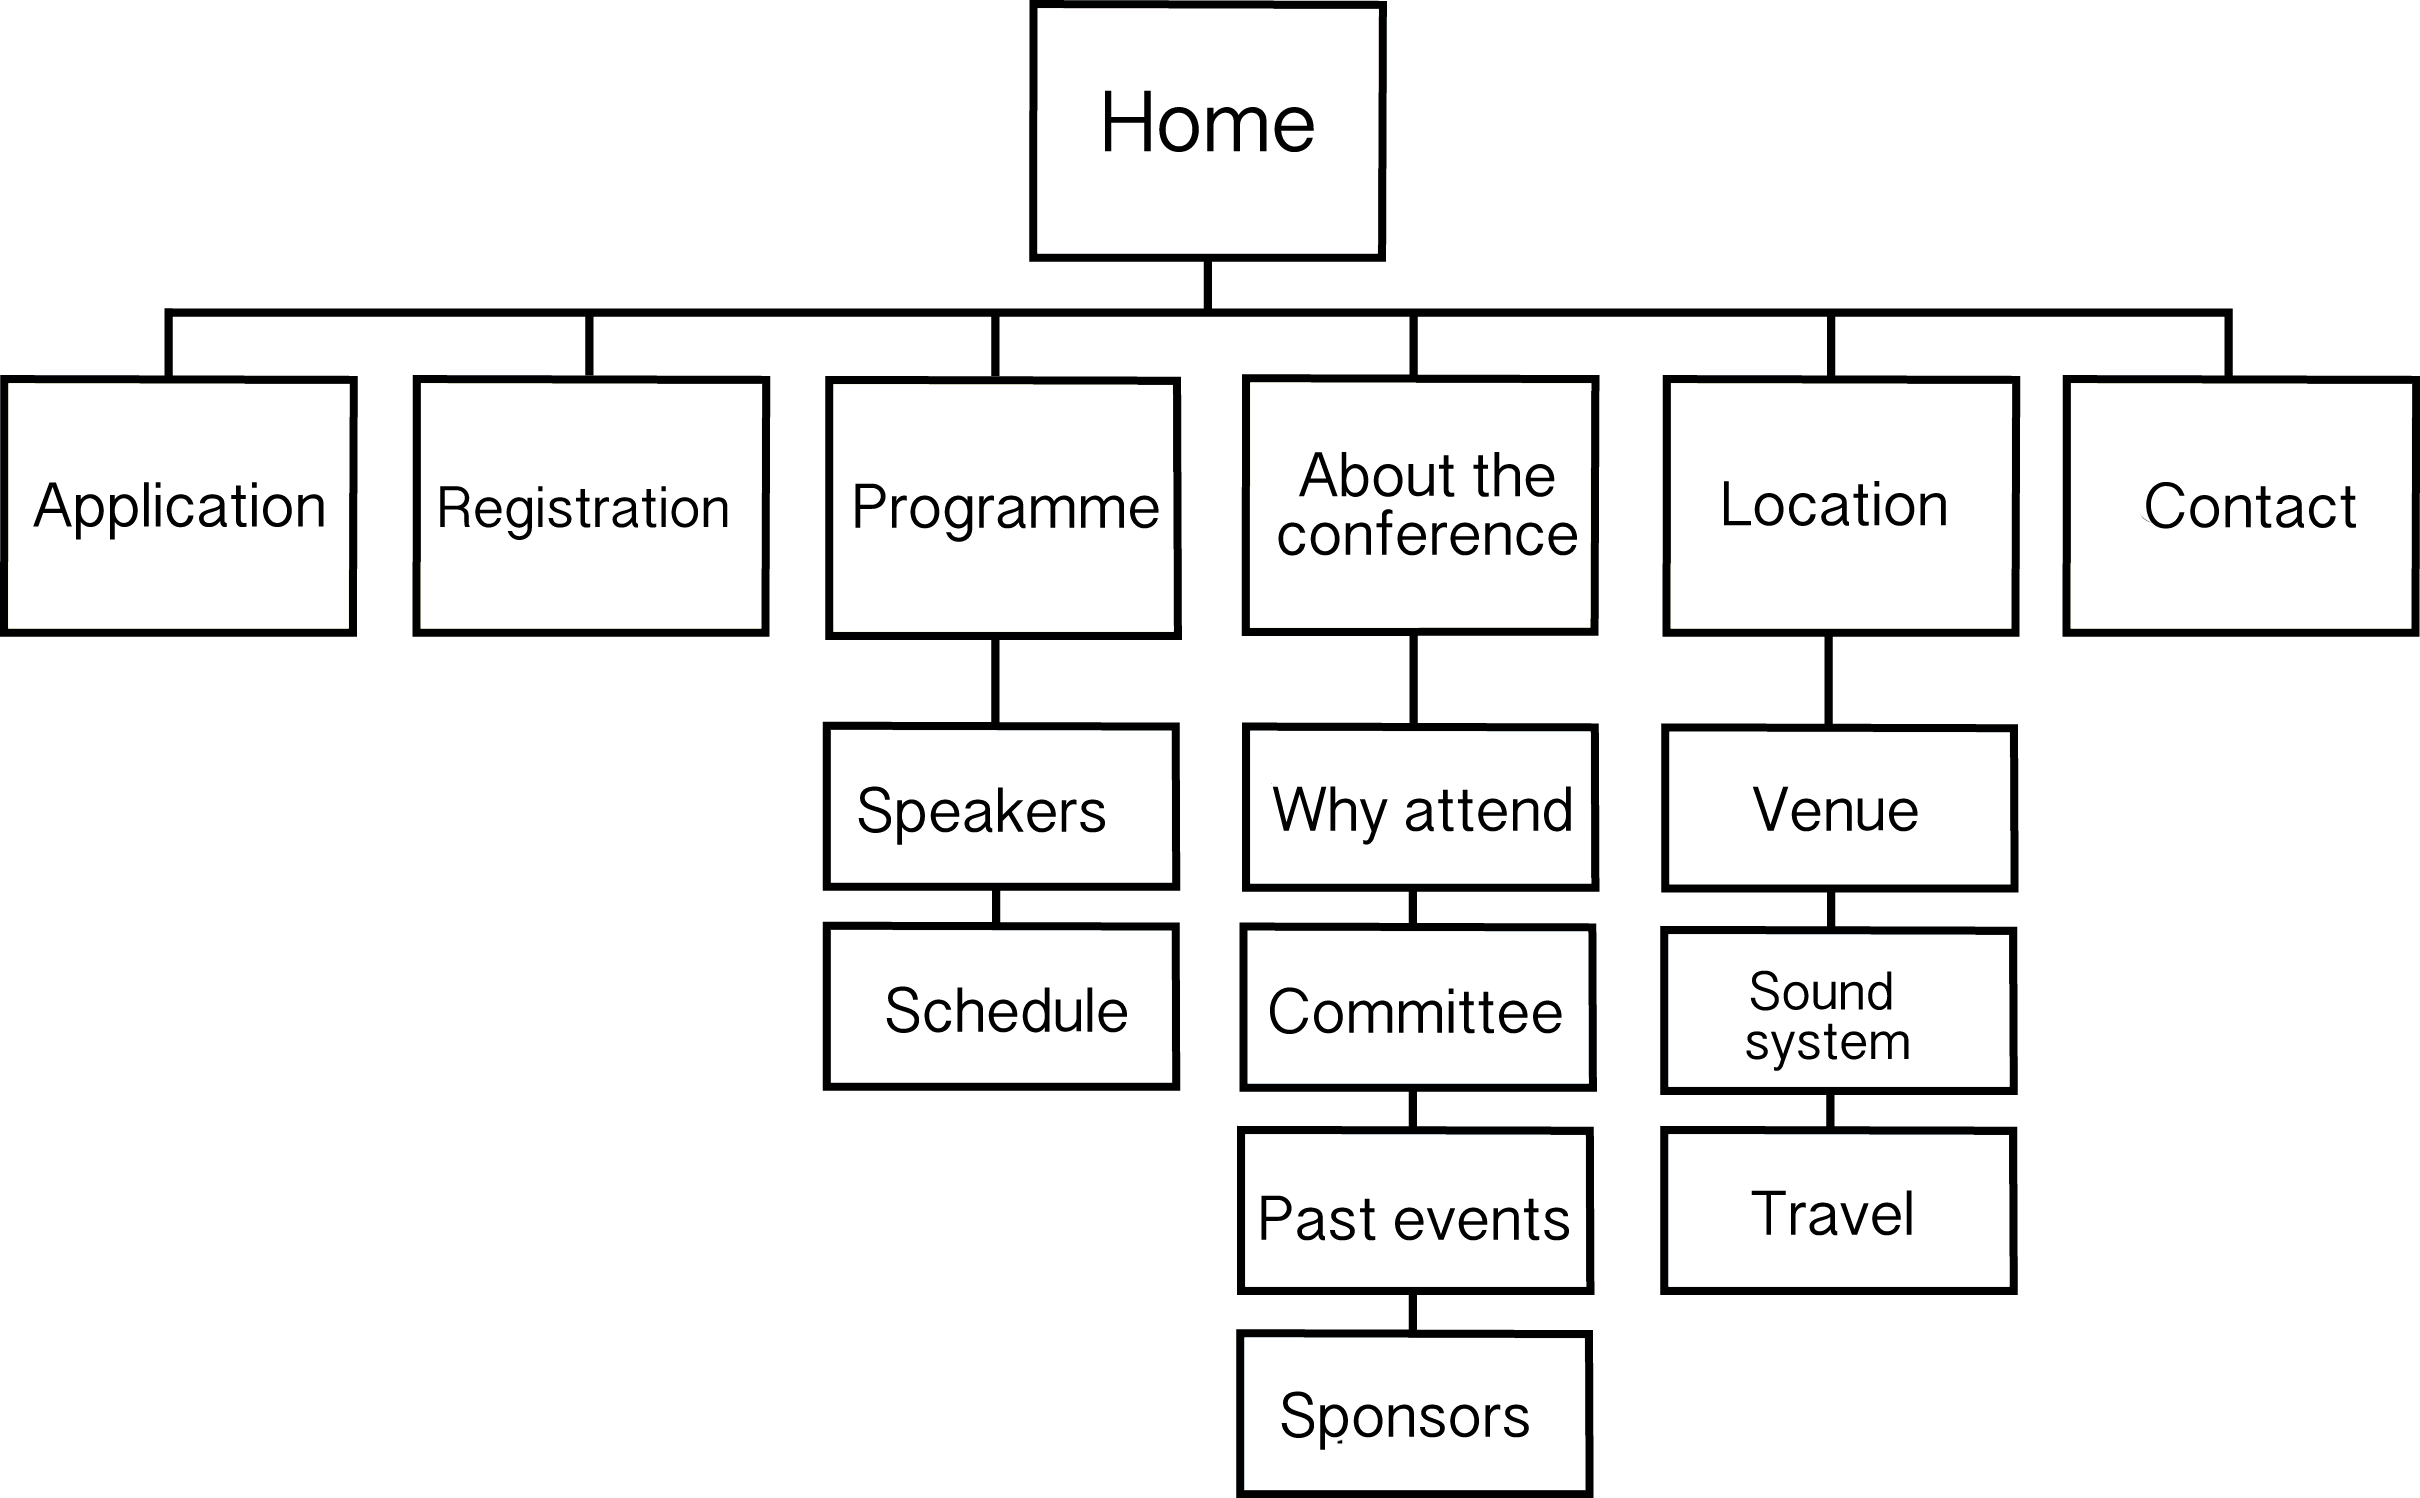 Home
Application
Registration
Programme
About the
conference
Location
Contact
Speakers
Why attend
Venue
Schedule
Committee
Sound
system
Past events
Travel
Sponsors